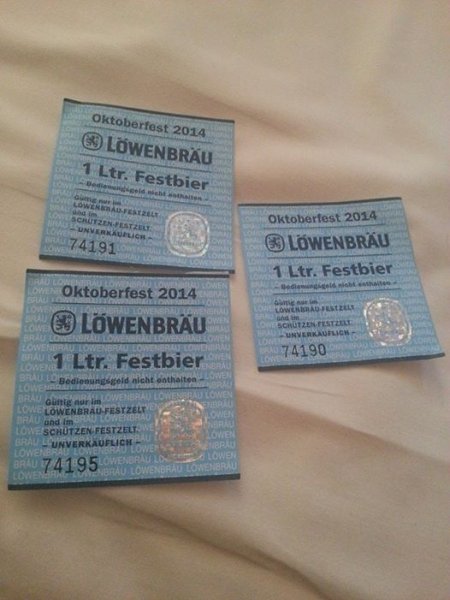 Oktoberfest 2014
LÖWENBRÄU
1 Ltr. Festbier
– Bedienungsgeld nicht enthalten –
Gültig nur im
LÖWENBRÄU-FESTZELT
und im
SCHÜTZEN-FESTZELT.
– UNVERKÄUFLICH –
74191
Oktoberfest 2014
LÖWENBRÄU
1 Ltr. Festbier
– Bedienungsgeld nicht enthalten –
Gültig nur im
LÖWENBRÄU-FESTZELT
und im
SCHÜTZEN-FESTZELT.
– UNVERKÄUFLICH –
74190
Oktoberfest 2014
LÖWENBRÄU
1 Ltr. Festbier
– Bedienungsgeld nicht enthalten –
Gültig nur im
LÖWENBRÄU-FESTZELT
und im
SCHÜTZEN-FESTZELT.
– UNVERKÄUFLICH –
74195